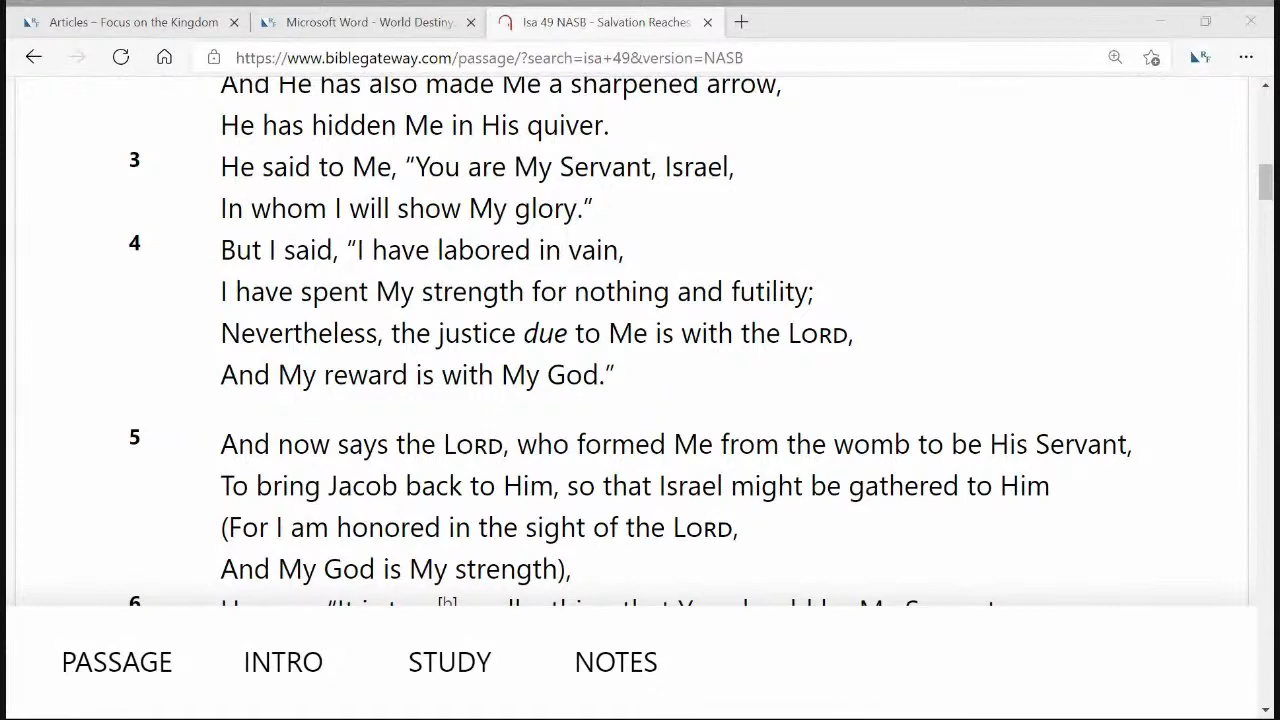 Articles – Focus on the Kingdom
Microsoft Word - World Destiny.
Isa 49 NASB - Salvation Reaches
https://www.biblegateway.com/passage/?search=isa+49&version=NASB
And He has also made Me a sharpened arrow,
He has hidden Me in His quiver.
3 He said to Me, “You are My Servant, Israel,
In whom I will show My glory.”
4 But I said, “I have labored in vain,
I have spent My strength for nothing and futility;
Nevertheless, the justice due to Me is with the LORD,
And My reward is with My God.”
5 And now says the LORD, who formed Me from the womb to be His Servant,
To bring Jacob back to Him, so that Israel might be gathered to Him
(For I am honored in the sight of the LORD,
And My God is My strength),
6
PASSAGE INTRO STUDY NOTES